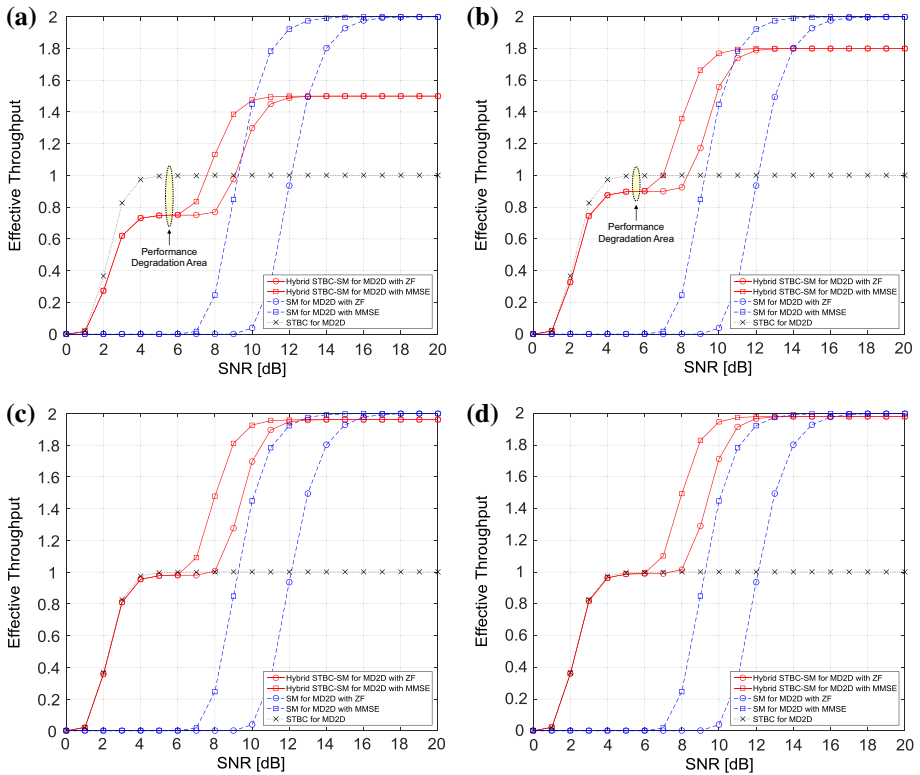 (a)
Effective Throughput
2
1.8
1.6
1.4
1.2
1
0.8
0.6
0.4
0.2
0
Performance
Degradation Area
Hybrid STBC-SM for MD2D with ZF
Hybrid STBC-SM for MD2D with MMSE
SM for MD2D with ZF
SM for MD2D with MMSE
STBC for MD2D
0 2 4 6 8 10 12 14 16 18 20
SNR [dB]
(b)
Effective Throughput
2
1.8
1.6
1.4
1.2
1
0.8
0.6
0.4
0.2
0
Performance
Degradation Area
Hybrid STBC-SM for MD2D with ZF
Hybrid STBC-SM for MD2D with MMSE
SM for MD2D with ZF
SM for MD2D with MMSE
STBC for MD2D
0 2 4 6 8 10 12 14 16 18 20
SNR [dB]
(c)
Effective Throughput
2
1.8
1.6
1.4
1.2
1
0.8
0.6
0.4
0.2
0
Hybrid STBC-SM for MD2D with ZF
Hybrid STBC-SM for MD2D with MMSE
SM for MD2D with ZF
SM for MD2D with MMSE
STBC for MD2D
0 2 4 6 8 10 12 14 16 18 20
SNR [dB]
(d)
Effective Throughput
2
1.8
1.6
1.4
1.2
1
0.8
0.6
0.4
0.2
0
Hybrid STBC-SM for MD2D with ZF
Hybrid STBC-SM for MD2D with MMSE
SM for MD2D with ZF
SM for MD2D with MMSE
STBC for MD2D
0 2 4 6 8 10 12 14 16 18 20
SNR [dB]